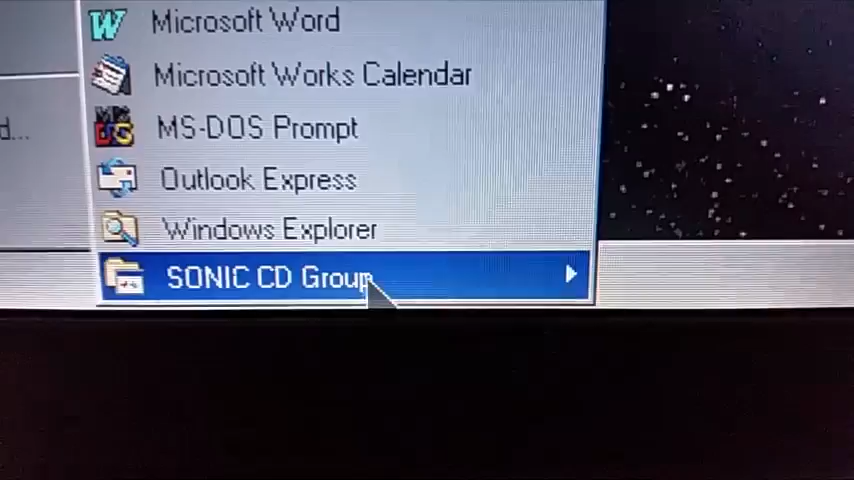 Microsoft Word
Microsoft Works Calendar
d...
MS-DOS Prompt
Outlook Express
Windows Explorer
SONIC CD Group